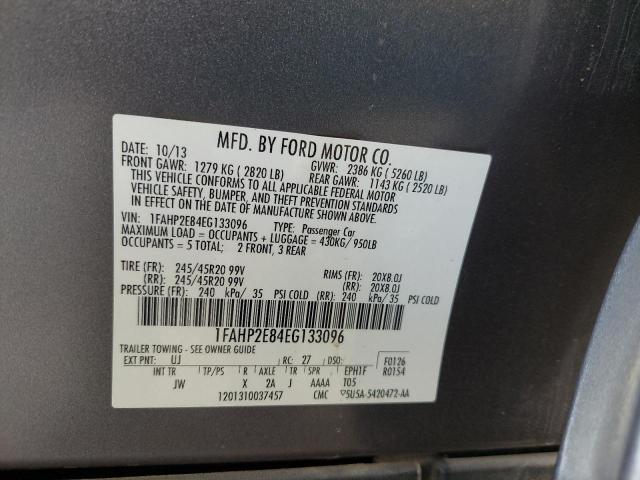 MFD. BY FORD MOTOR CO.
DATE: 10/13 GVWR: 2386 KG ( 5260 LB)
FRONT GAWR: 1279 KG ( 2820 LB) REAR GAWR: 1143 KG ( 2520 LB)
THIS VEHICLE CONFORMS TO ALL APPLICABLE FEDERAL MOTOR
VEHICLE SAFETY, BUMPER, AND THEFT PREVENTION STANDARDS
IN EFFECT ON THE DATE OF MANUFACTURE SHOWN ABOVE.
VIN: 1FAHP2E84EG133096 TYPE: Passenger Car
MAXIMUM LOAD = OCCUPANTS + LUGGAGE = 430KG/ 950LB
OCCUPANTS = 5 TOTAL; 2 FRONT, 3 REAR
TIRE (FR): 245/45R20 99V RIMS (FR): 20X8.0J
(RR): 245/45R20 99V (RR): 20X8.0J
PRESSURE (FR): 240 kPa/ 35 PSI COLD (RR): 240 kPa/ 35 PSI COLD
1FAHP2E84EG133096
TRAILER TOWING - SEE OWNER GUIDE
EXT PNT: UJ RC: 27 DSO: F0126
INT TR TP/PS R AXLE TR SPR EPH1F R0154
JW X 2A J AAAA T05
1201310037457 CMC 5U5A-5420472-AA